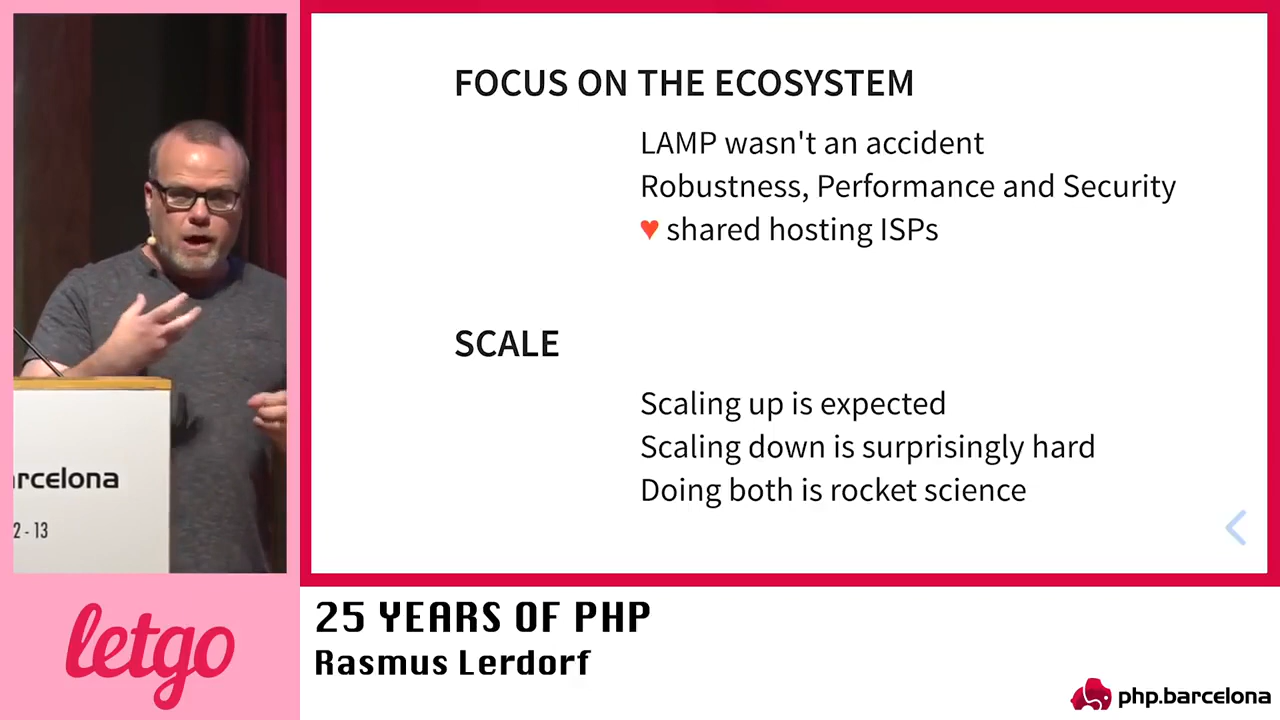 FOCUS ON THE ECOSYSTEM
LAMP wasn't an accident
Robustness, Performance and Security
♥ shared hosting ISPs
SCALE
Scaling up is expected
Scaling down is surprisingly hard
Doing both is rocket science
arcelona
2 - 13
letgo
25 YEARS OF PHP
Rasmus Lerdorf
php.barcelona